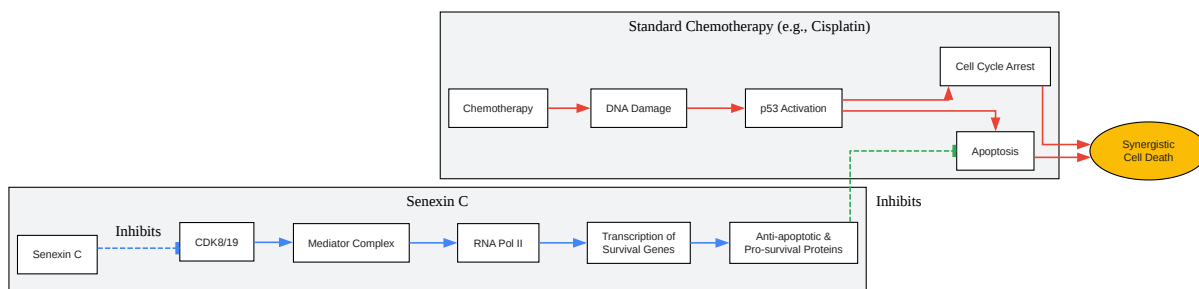 Standard Chemotherapy (e.g., Cisplatin)
Cell Cycle Arrest
Chemotherapy
DNA Damage
p53 Activation
Apoptosis
Synergistic
Cell Death
Senexin C
Inhibits
Inhibits
Senexin C
CDK8/19
Mediator Complex
RNA Pol II
Transcription of
Survival Genes
Anti-apoptotic &
Pro-survival Proteins